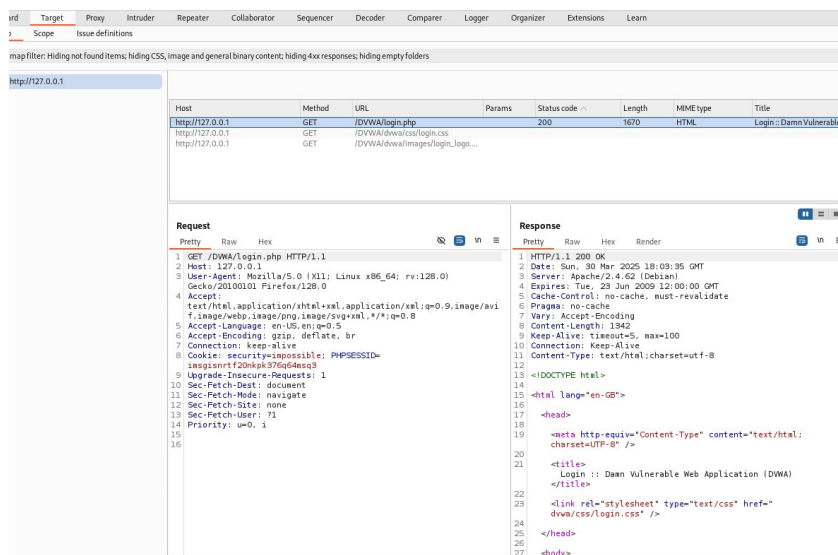 Target Proxy Intruder Repeater Collaborator Sequencer Decoder Comparer Logger Organizer Extensions Learn
Scope Issue definitions
map filter: Hiding not found items; hiding CSS, image and general binary content; hiding 4xx responses; hiding empty folders
http://127.0.0.1
Host Method URL Params Status code Length MIME type Title
http://127.0.0.1 GET /DVWA/login.php 200 1670 HTML Login :: Damn Vulnerable
http://127.0.0.1 GET /DVWA/dvwa/css/login.css
http://127.0.0.1 GET /DVWA/dvwa/images/login_logo....
Request
Pretty Raw Hex \n
1 GET /DVWA/login.php HTTP/1.1
2 Host: 127.0.0.1
3 User-Agent: Mozilla/5.0 (X11; Linux x86_64; rv:128.0)
Gecko/20100101 Firefox/128.0
4 Accept:
text/html,application/xhtml+xml,application/xml;q=0.9,image/avi
f,image/webp,image/png,image/svg+xml,*/*;q=0.8
5 Accept-Language: en-US,en;q=0.5
6 Accept-Encoding: gzip, deflate, br
7 Connection: keep-alive
8 Cookie: security=impossible; PHPSESSID=
imsgisnrtf20nkpk376q64msq3
9 Upgrade-Insecure-Requests: 1
10 Sec-Fetch-Dest: document
11 Sec-Fetch-Mode: navigate
12 Sec-Fetch-Site: none
13 Sec-Fetch-User: ?1
14 Priority: u=0, i
15
16
Response
Pretty Raw Hex Render \n
1 HTTP/1.1 200 OK
2 Date: Sun, 30 Mar 2025 18:03:35 GMT
3 Server: Apache/2.4.62 (Debian)
4 Expires: Tue, 23 Jun 2009 12:00:00 GMT
5 Cache-Control: no-cache, must-revalidate
6 Pragma: no-cache
7 Vary: Accept-Encoding
8 Content-Length: 1342
9 Keep-Alive: timeout=5, max=100
10 Connection: Keep-Alive
11 Content-Type: text/html;charset=utf-8
12
13 <!DOCTYPE html>
14
15 <html lang="en-GB">
16
17 <head>
18
19 <meta http-equiv="Content-Type" content="text/html;
charset=UTF-8" />
20
21 <title>
Login :: Damn Vulnerable Web Application (DVWA)
</title>
22
23 <link rel="stylesheet" type="text/css" href="
dvwa/css/login.css" />
24
25 </head>
26
27 <body>